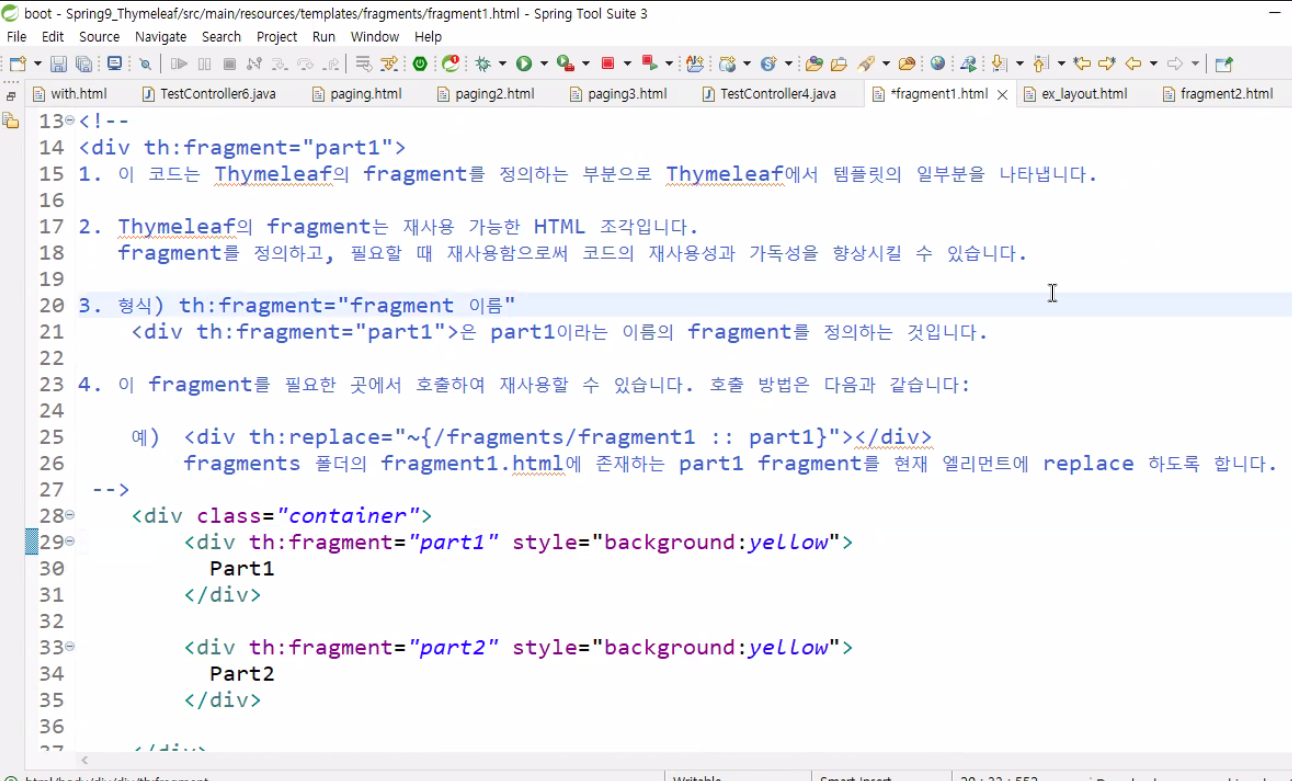 boot - Spring9_Thymeleaf/src/main/resources/templates/fragments/fragment1.html - Spring Tool Suite 3
File Edit Source Navigate Search Project Run Window Help
with.html TestController6.java paging.html paging2.html paging3.html TestController4.java *fragment1.html ex_layout.html fragment2.html
13 <!--
14 <div th:fragment="part1">
15 1. 이 코드는 Thymeleaf의 fragment를 정의하는 부분으로 Thymeleaf에서 템플릿의 일부분을 나타냅니다.
16
17 2. Thymeleaf의 fragment는 재사용 가능한 HTML 조각입니다.
18 fragment를 정의하고, 필요할 때 재사용함으로써 코드의 재사용성과 가독성을 향상시킬 수 있습니다.
19
20 3. 형식) th:fragment="fragment 이름"
21 <div th:fragment="part1">은 part1이라는 이름의 fragment를 정의하는 것입니다.
22
23 4. 이 fragment를 필요한 곳에서 호출하여 재사용할 수 있습니다. 호출 방법은 다음과 같습니다:
24
25 예) <div th:replace="~{/fragments/fragment1 :: part1}"></div>
26 fragments 폴더의 fragment1.html에 존재하는 part1 fragment를 현재 엘리먼트에 replace 하도록 합니다.
27 -->
28 <div class="container">
29 <div th:fragment="part1" style="background:yellow">
30 Part1
31 </div>
32
33 <div th:fragment="part2" style="background:yellow">
34 Part2
35 </div>
36
37 </div>